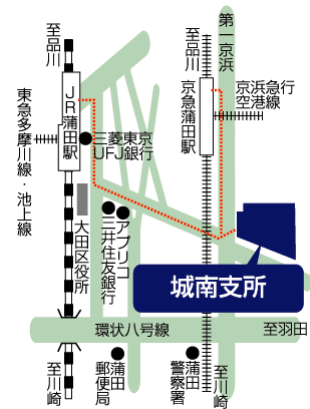 至品川
至品川
第一京浜
JR蒲田駅
京急蒲田駅
京浜急行
空港線
東急多摩川線・池上線
三菱東京
UFJ銀行
大田区役所
アプリコ
三井住友銀行
城南支所
環状八号線
至羽田
至川崎
蒲田
郵便局
蒲田
警察署
至川崎